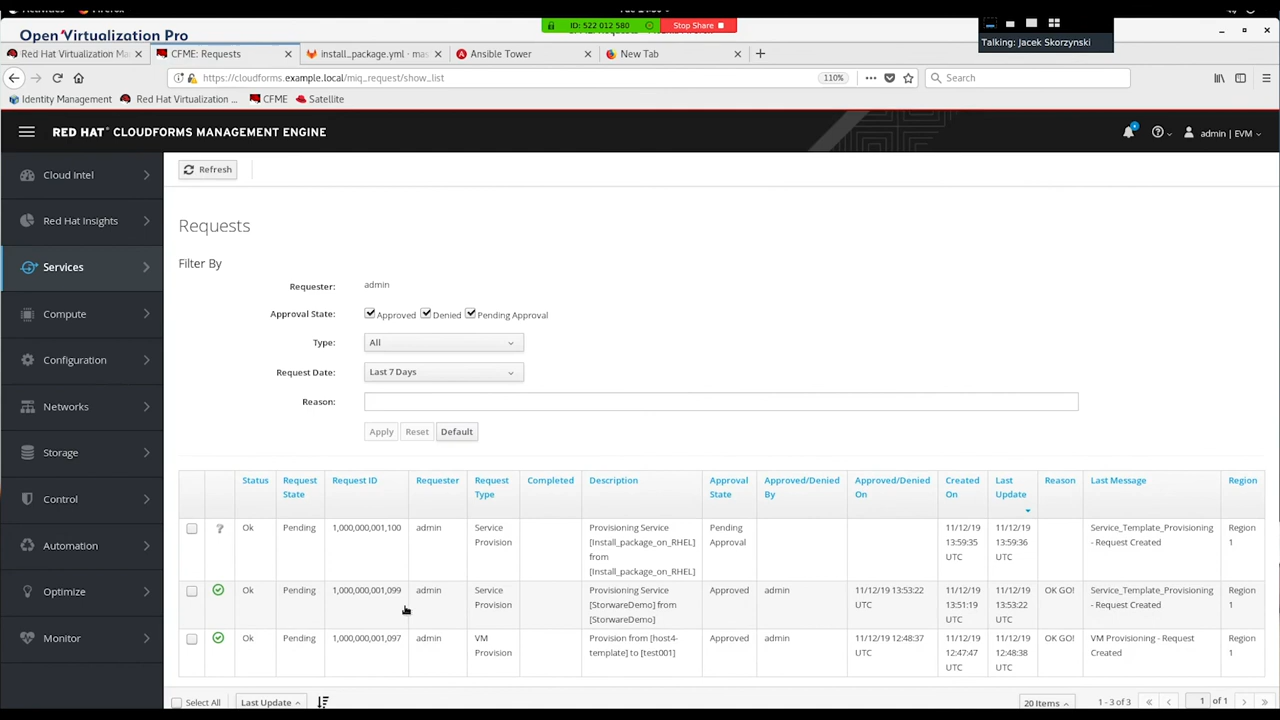 ID: 522 012 580
Stop Share
Open Virtualization Pro
Talking: Jacek Skorzynski
Red Hat Virtualization Ma
CFME: Requests
install_package.yml - mas
Ansible Tower
New Tab
https://cloudforms.example.local/miq_request/show_list
110%
Search
Identity Management
Red Hat Virtualization ...
CFME
Satellite
RED HAT CLOUDFORMS MANAGEMENT ENGINE
admin | EVM
Cloud Intel
Red Hat Insights
Services
Compute
Configuration
Networks
Storage
Control
Automation
Optimize
Monitor
Refresh
Requests
Filter By
Requester: admin
Approval State: Approved Denied Pending Approval
Type: All
Request Date: Last 7 Days
Reason:
Apply Reset Default
Status Request State Request ID Requester Request Type Completed Description Approval State Approved/Denied By Approved/Denied On Created On Last Update Reason Last Message Region
Ok Pending 1,000,000,001,100 admin Service Provision Provisioning Service [Install_package_on_RHEL] from [Install_package_on_RHEL] Pending Approval 11/12/19 13:59:35 UTC 11/12/19 13:59:36 UTC Service_Template_Provisioning - Request Created Region 1
Ok Pending 1,000,000,001,099 admin Service Provision Provisioning Service [StorwareDemo] from [StorwareDemo] Approved admin 11/12/19 13:53:22 UTC 11/12/19 13:51:19 UTC 11/12/19 13:53:22 UTC OK GO! Service_Template_Provisioning - Request Created Region 1
Ok Pending 1,000,000,001,097 admin VM Provision Provision from [host4-template] to [test001] Approved admin 11/12/19 12:48:37 UTC 11/12/19 12:47:47 UTC 11/12/19 12:48:38 UTC OK GO! VM Provisioning - Request Created Region 1
Select All
Last Update
20 Items
1 - 3 of 3
1 of 1